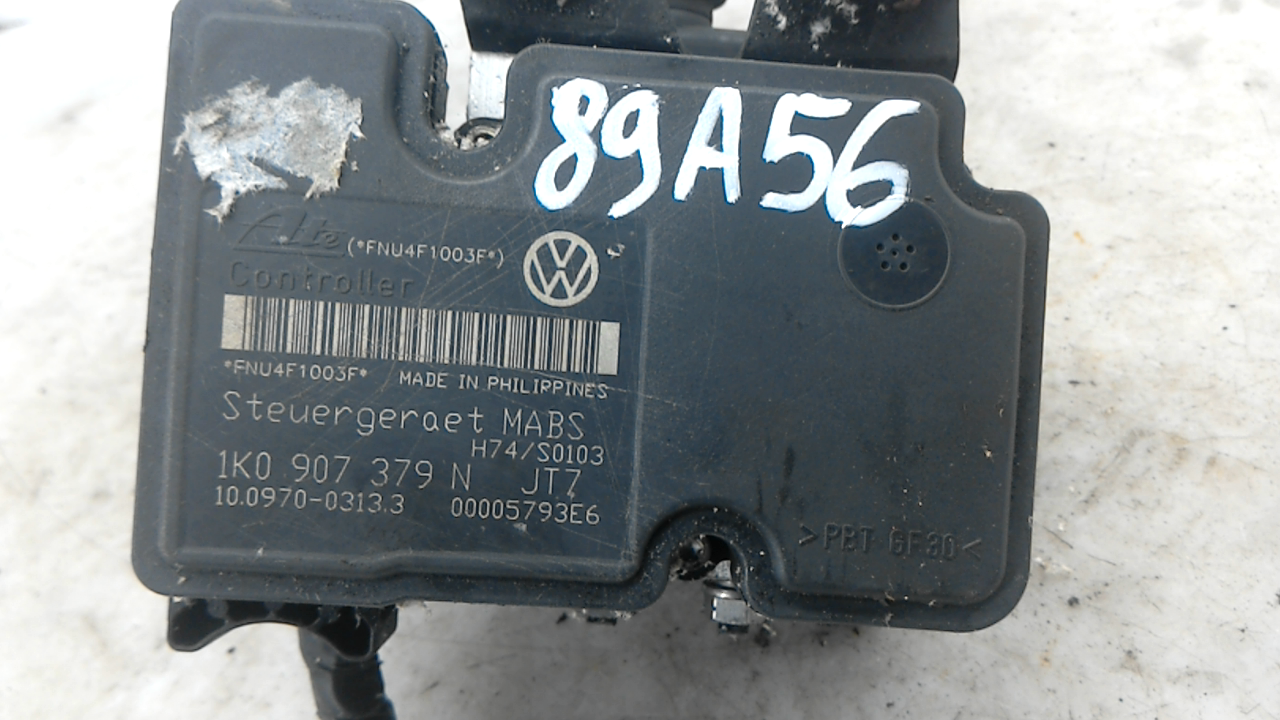 89A56
Ate
(*FNU4F1003F*)
Controller
*FNU4F1003F* MADE IN PHILIPPINES
Steuergeraet MABS
H74/S0103
1K0 907 379 N JT7
10.0970-0313.3 00005793E6
>PBT GF30<